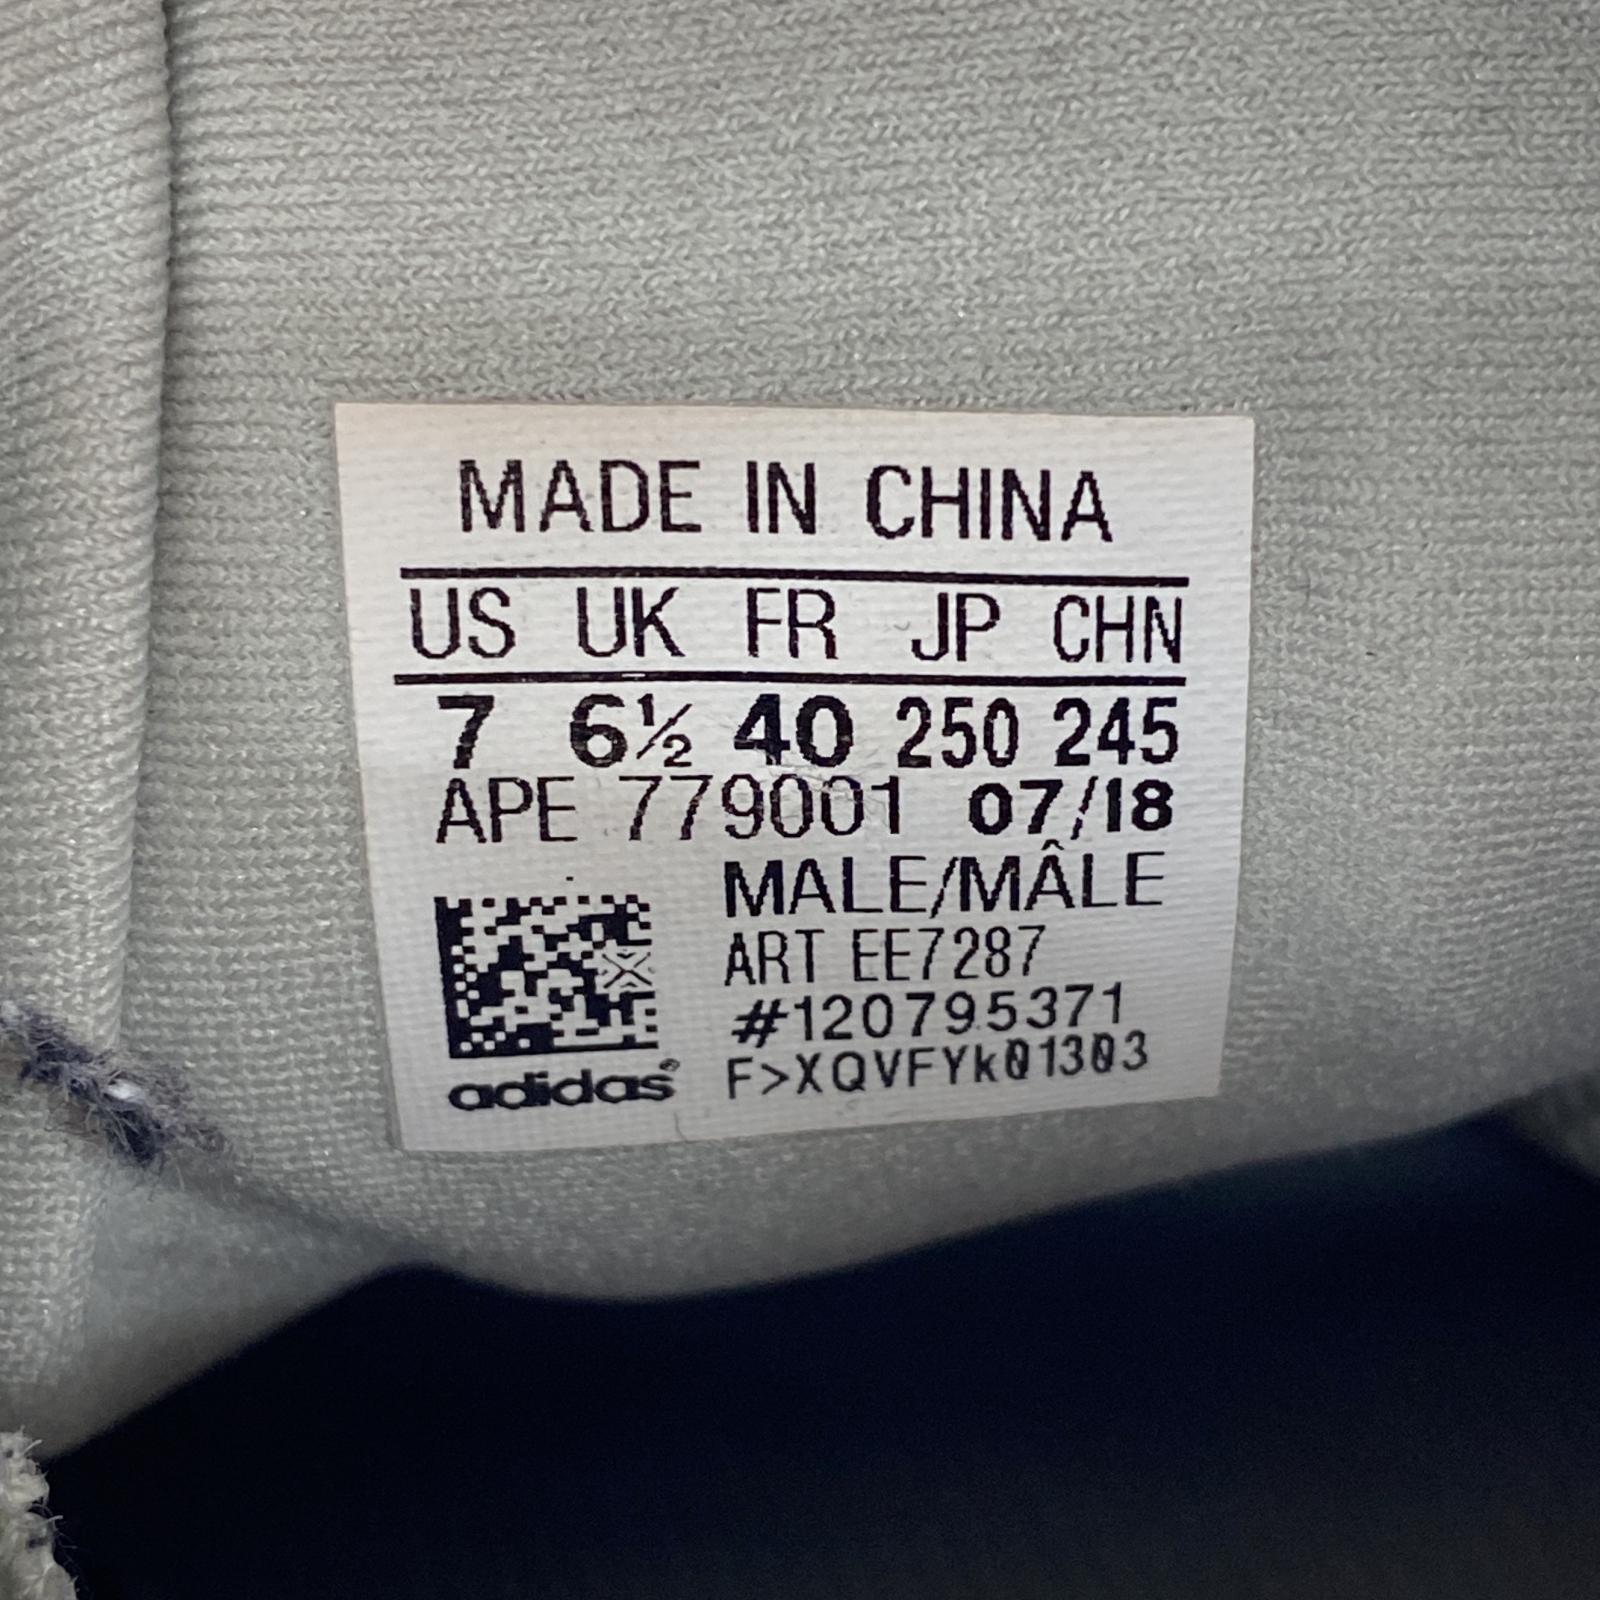 MADE IN CHINA
US UK FR JP CHN
7 6½ 40 250 245
APE 779001 07/18
MALE/MÂLE
ART EE7287
#120795371
F>XQVFYk01303
adidas®